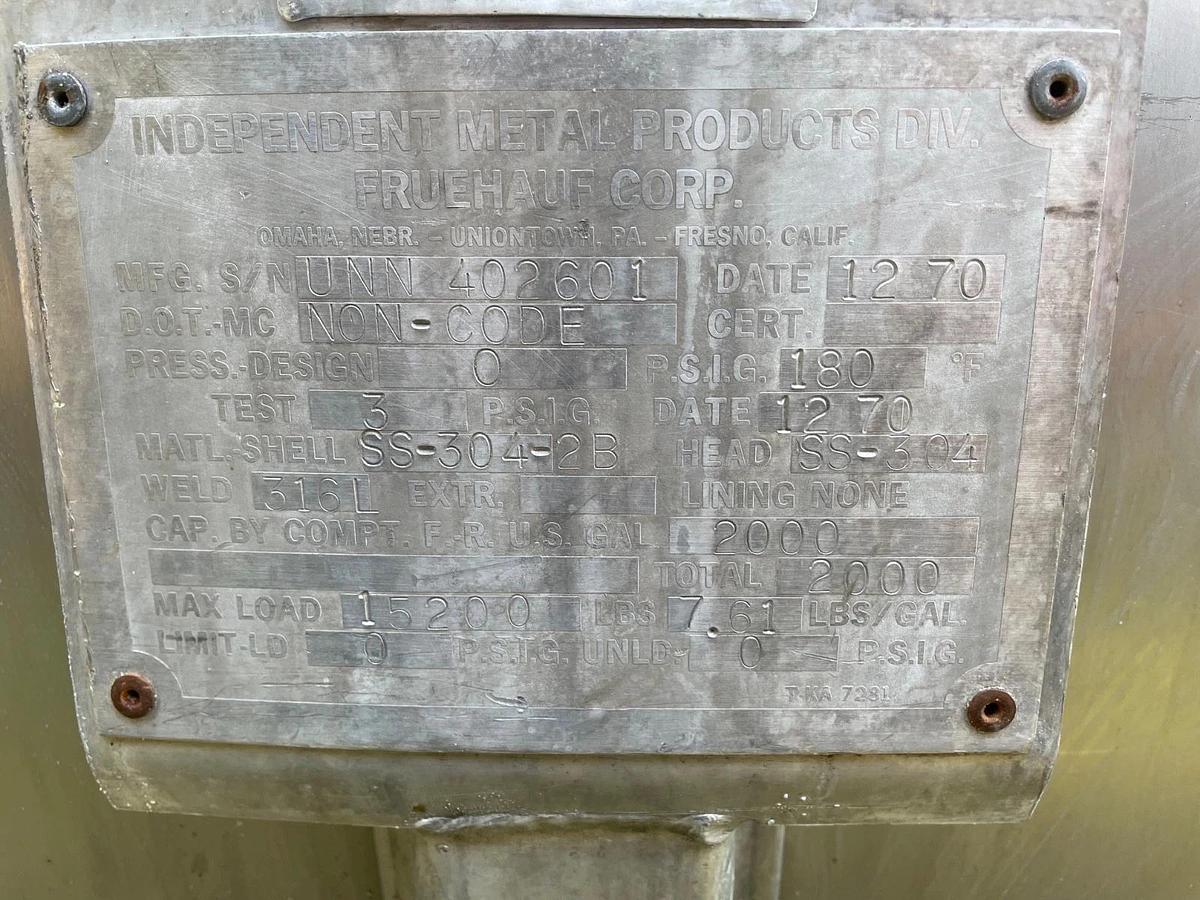 INDEPENDENT METAL PRODUCTS DIV.
FRUEHAUF CORP.
OMAHA, NEBR. - UNIONTOWN, PA. - FRESNO, CALIF.
MFG. S/N UNN 402601 DATE 12 70
D.O.T.-MC NON-CODE CERT.
PRESS.-DESIGN 0 P.S.I.G. 180 °F
TEST 3 P.S.I.G. DATE 12 70
MATL.-SHELL SS-304-2B HEAD SS-304
WELD 316L EXTR. LINING NONE
CAP. BY COMPT. F.-R. U.S. GAL 2000
TOTAL 2000
MAX LOAD 15200 LBS 7.61 LBS/GAL.
LIMIT-LD 0 P.S.I.G. UNLD. 0 P.S.I.G.
T-KA 7281